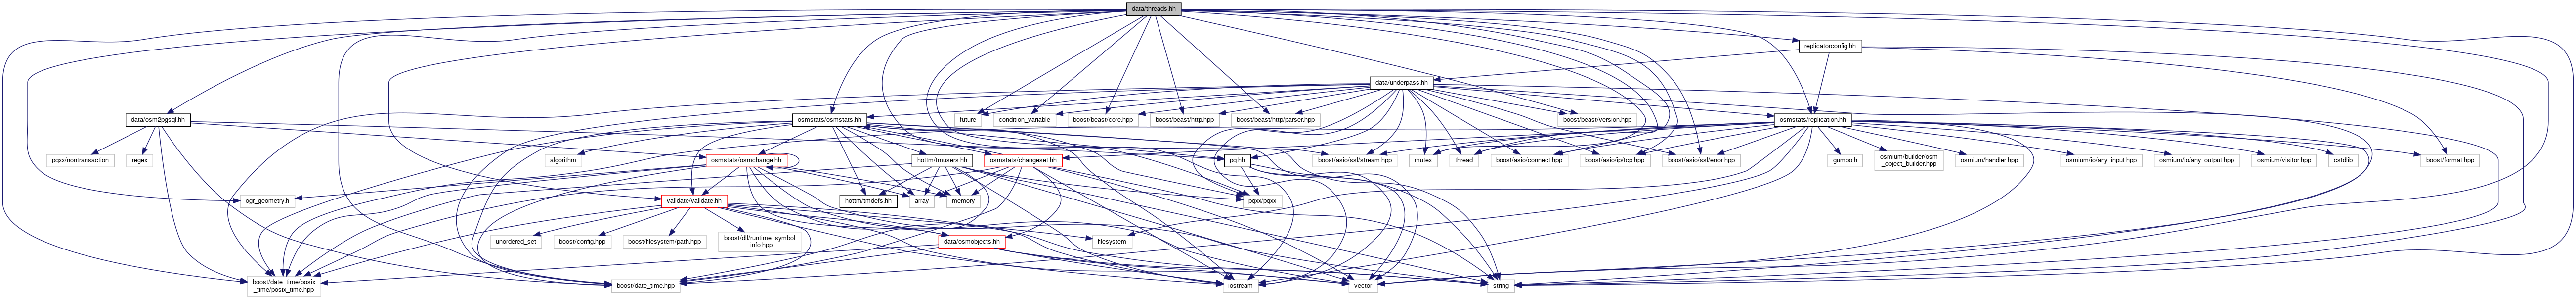 data/threads.hh
replicatorconfig.hh
data/underpass.hh
data/osm2pgsql.hh
osmstats/osmstats.hh
future
condition_variable
boost/beast/core.hpp
boost/beast/http.hpp
boost/beast/http/parser.hpp
boost/beast/version.hpp
osmstats/replication.hh
pqxx/nontransaction
regex
algorithm
osmstats/osmchange.hh
hottm/tmusers.hh
osmstats/changeset.hh
pq.hh
boost/asio/ssl/stream.hpp
mutex
thread
boost/asio/connect.hpp
boost/asio/ip/tcp.hpp
boost/asio/ssl/error.hpp
gumbo.h
osmium/builder/osm
_object_builder.hpp
osmium/handler.hpp
osmium/io/any_input.hpp
osmium/io/any_output.hpp
osmium/visitor.hpp
cstdlib
boost/format.hpp
ogr_geometry.h
validate/validate.hh
hottm/tmdefs.hh
array
memory
pqxx/pqxx
unordered_set
boost/config.hpp
boost/filesystem/path.hpp
boost/dll/runtime_symbol
_info.hpp
data/osmobjects.hh
filesystem
boost/date_time/posix
_time/posix_time.hpp
boost/date_time.hpp
iostream
vector
string